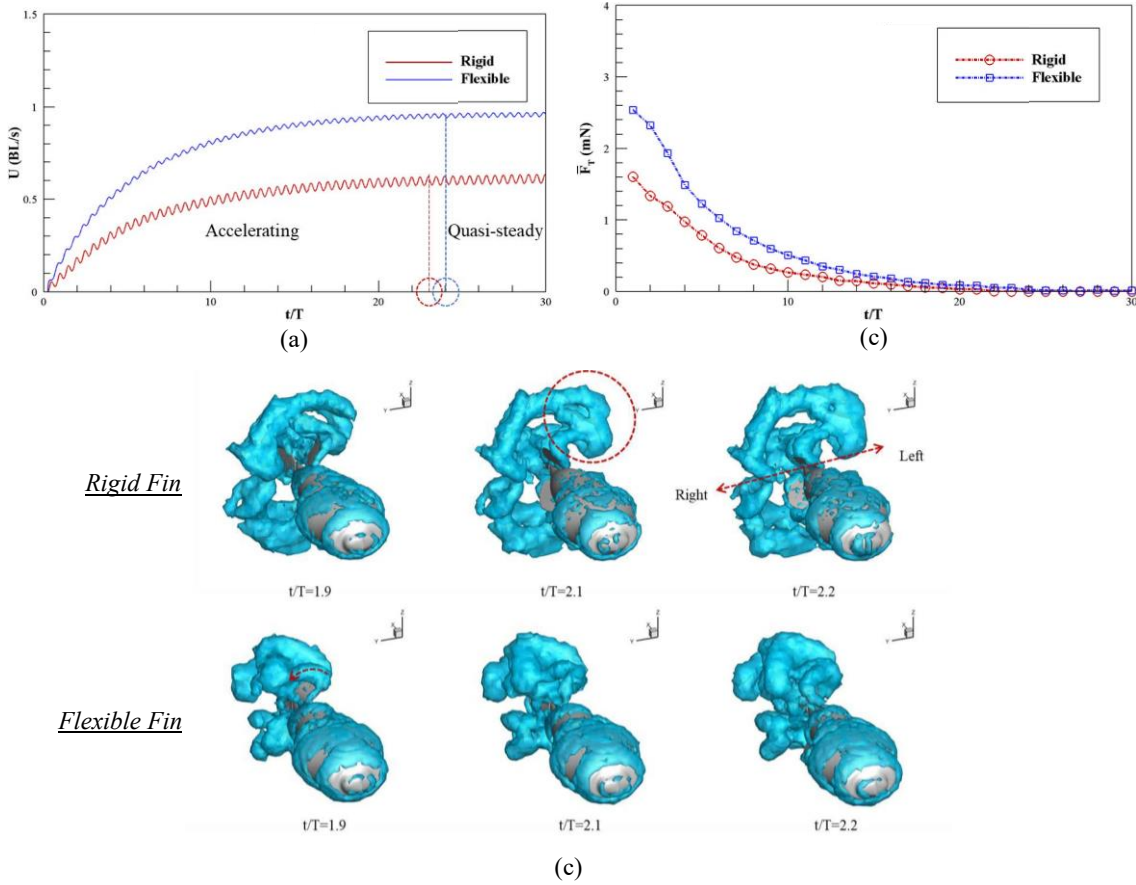 1.5
1
0.5
0
U (BL/s)
Rigid
Flexible
Accelerating
Quasi-steady
0
10
20
30
t/T
(a)
4
3
2
1
0
F̅_T (mN)
Rigid
Flexible
0
10
20
30
t/T
(c)
Rigid Fin
X Y Z
X Y Z
X Y Z
Left
Right
t/T=1.9
t/T=2.1
t/T=2.2
Flexible Fin
X Y Z
X Y Z
X Y Z
t/T=1.9
t/T=2.1
t/T=2.2
(c)